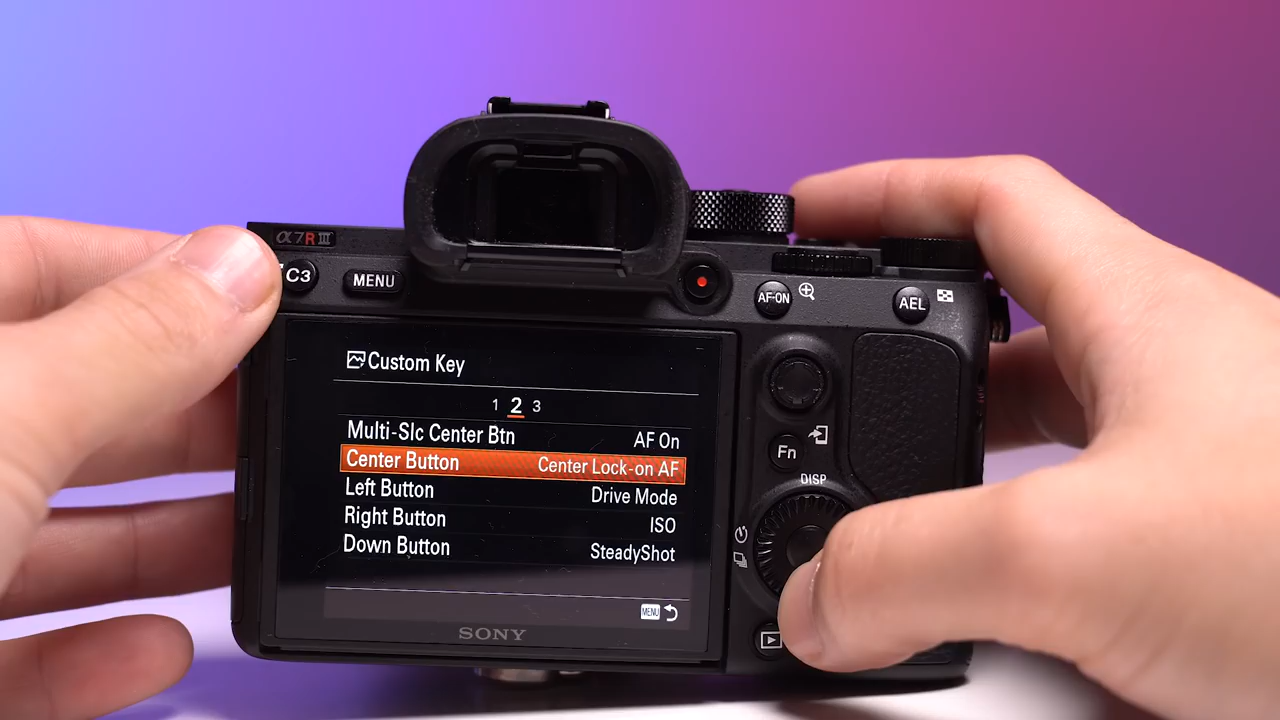 α7RIII
C3
MENU
AF-ON
AEL
Custom Key
1 2 3
Multi-Slc Center Btn AF On
Center Button Center Lock-on AF
Left Button Drive Mode
Right Button ISO
Down Button SteadyShot
MENU
Fn
DISP
SONY